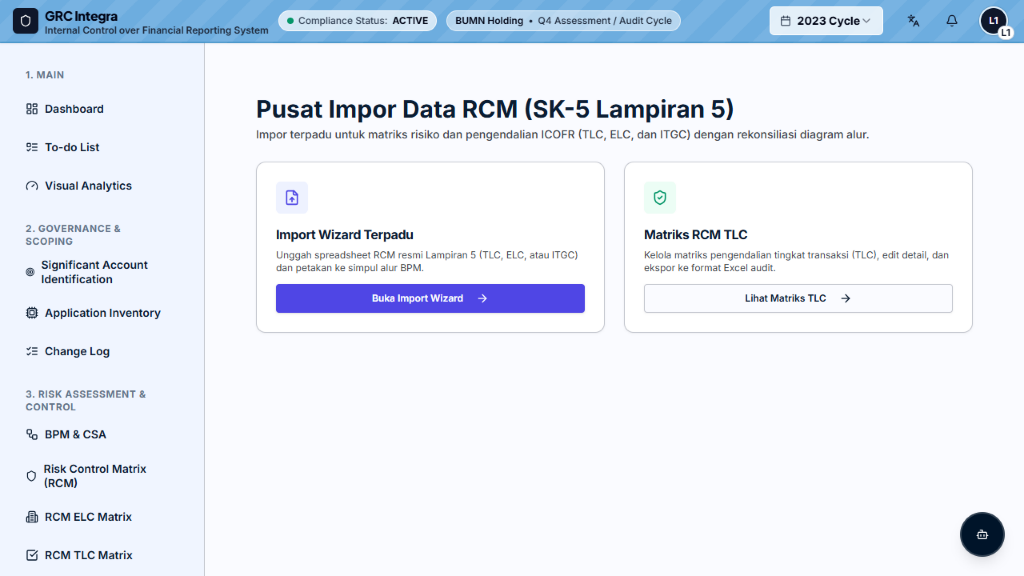 GRC Integra
Internal Control over Financial Reporting System
Compliance Status: ACTIVE
BUMN Holding • Q4 Assessment / Audit Cycle
2023 Cycle
L1
L1
1. MAIN
Dashboard
To-do List
Visual Analytics
2. GOVERNANCE &
SCOPING
Significant Account
Identification
Application Inventory
Change Log
3. RISK ASSESSMENT &
CONTROL
BPM & CSA
Risk Control Matrix
(RCM)
RCM ELC Matrix
RCM TLC Matrix
Pusat Impor Data RCM (SK-5 Lampiran 5)
Impor terpadu untuk matriks risiko dan pengendalian ICOFR (TLC, ELC, dan ITGC) dengan rekonsiliasi diagram alur.
Import Wizard Terpadu
Unggah spreadsheet RCM resmi Lampiran 5 (TLC, ELC, atau ITGC)
dan petakan ke simpul alur BPM.
Buka Import Wizard
Matriks RCM TLC
Kelola matriks pengendalian tingkat transaksi (TLC), edit detail, dan
ekspor ke format Excel audit.
Lihat Matriks TLC